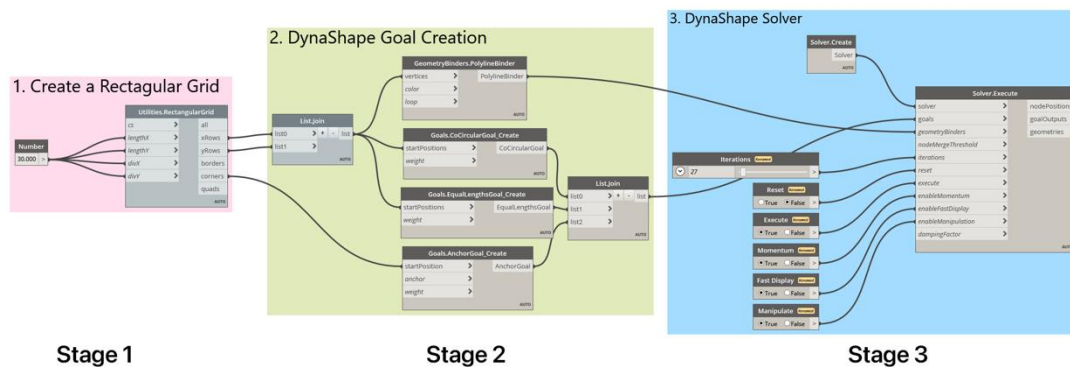 1. Create a Rectagular Grid
Number
30.000 >
Utilities.RectangularGrid
cs > all
lengthX > xRows
lengthY > yRows
divX > borders
divY > corners
quads
AUTO
2. DynaShape Goal Creation
List.Join
list0 > + - list
list1 >
AUTO
GeometryBinders.PolylineBinder
vertices > PolylineBinder
color >
loop >
AUTO
Goals.CoCircularGoal_Create
startPositions > CoCircularGoal
weight >
AUTO
Goals.EqualLengthsGoal_Create
startPositions > EqualLengthsGoal
weight >
AUTO
Goals.AnchorGoal_Create
startPosition > AnchorGoal
anchor >
weight >
AUTO
List.Join
list0 > + - list
list1 >
list2 >
AUTO
3. DynaShape Solver
Solver.Create
Solver
AUTO
Iterations
27 >
Reset
True False >
Execute
True False >
Momentum
True False >
Fast Display
True False >
Manipulate
True False >
Solver.Execute
solver > nodePositions
goals > goalOutputs
geometryBinders > geometries
nodeMergeThreshold >
iterations >
reset >
execute >
enableMomentum >
enableFastDisplay >
enableManipulation >
dampingFactor >
Stage 1
Stage 2
Stage 3